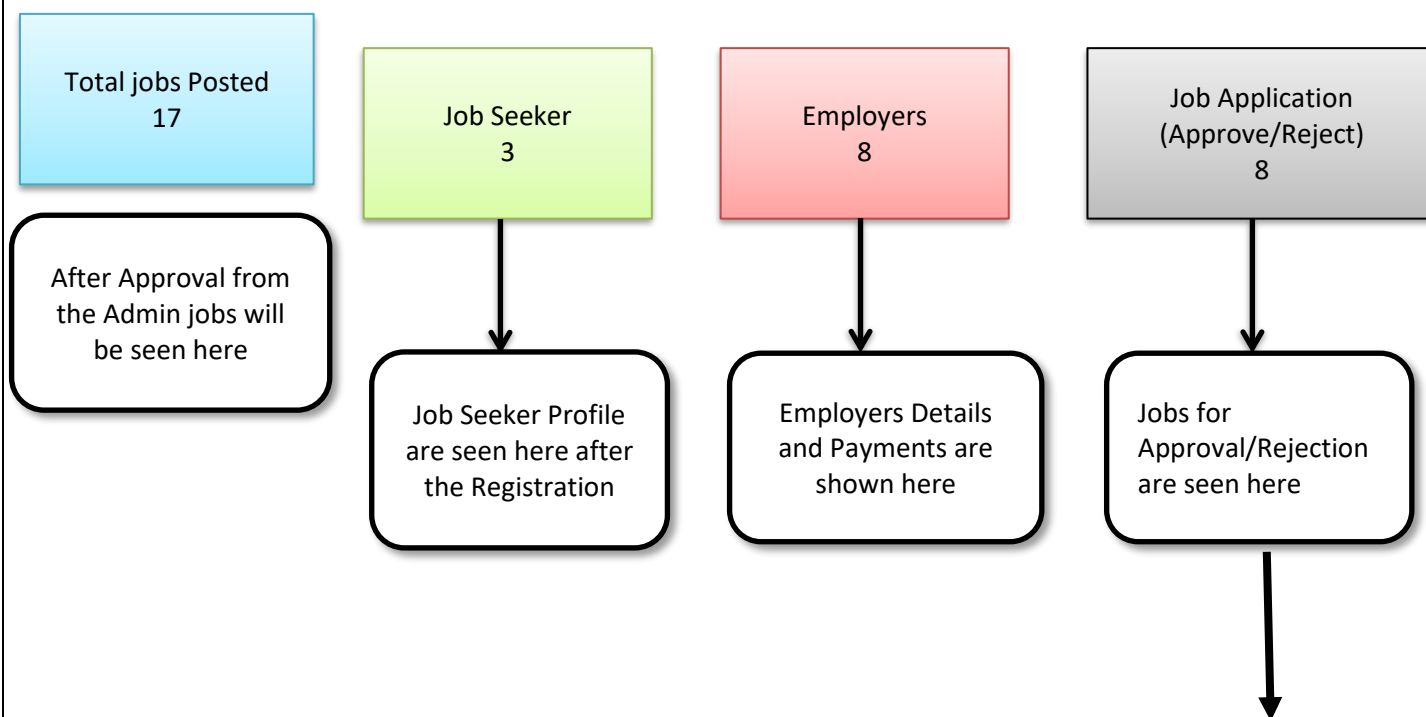 Total jobs Posted
17
Job Seeker
3
Employers
8
Job Application
(Approve/Reject)
8
After Approval from
the Admin jobs will
be seen here
Job Seeker Profile
are seen here after
the Registration
Employers Details
and Payments are
shown here
Jobs for
Approval/Rejection
are seen here